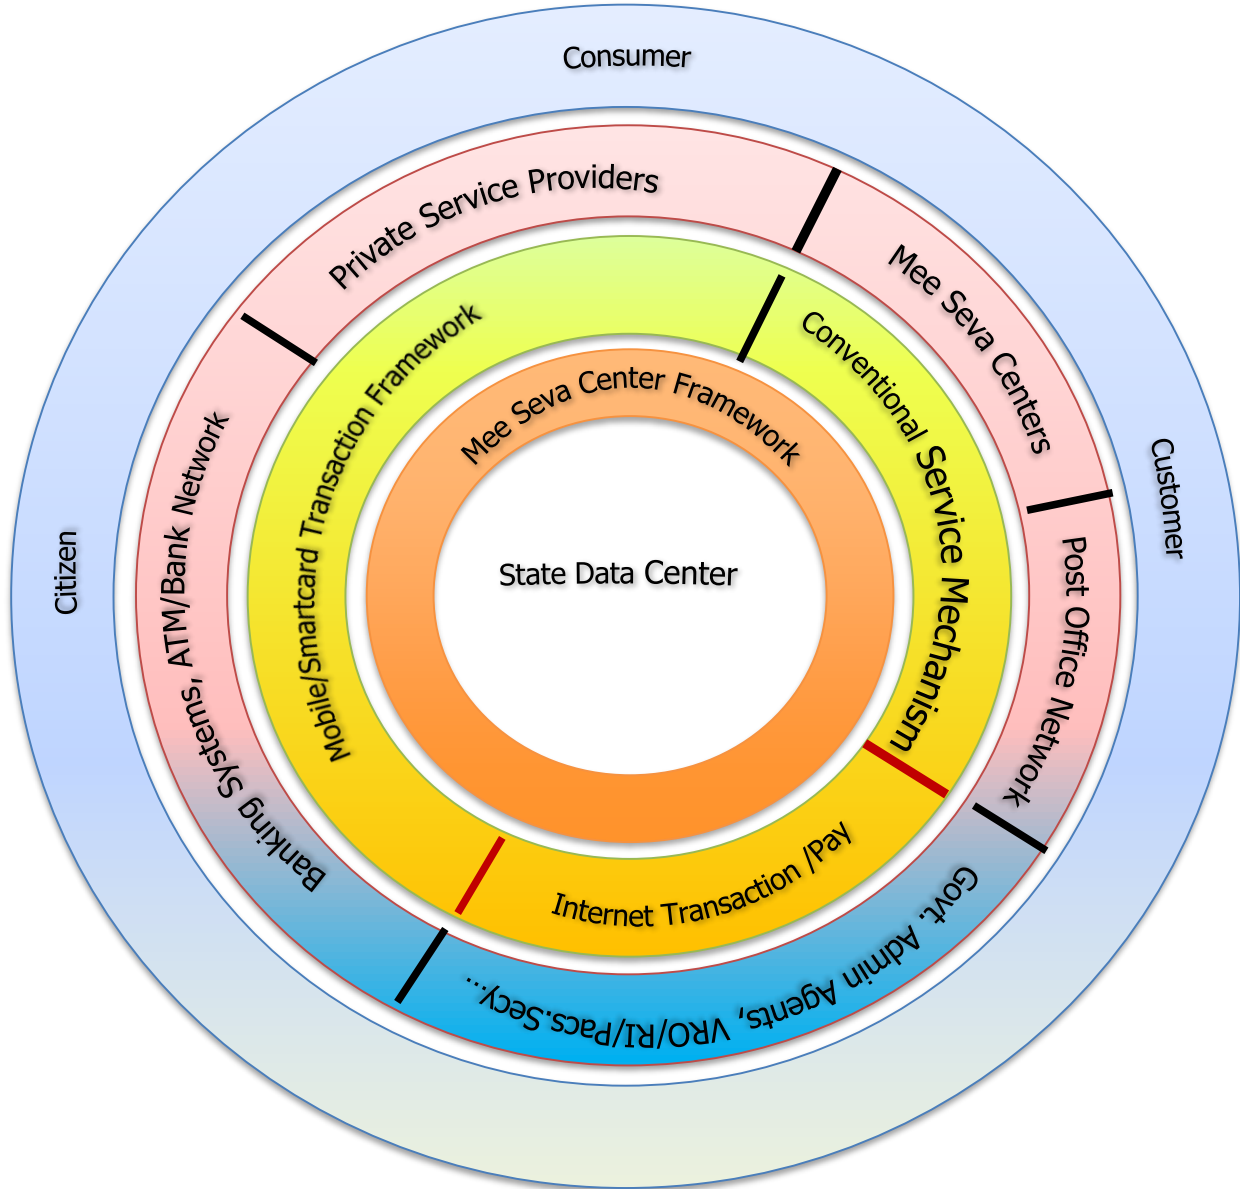 Consumer
Private Service Providers
Mee Seva Centers
Mobile/Smartcard Transaction Framework
Conventional Service Mechanism
Mee Seva Center Framework
State Data Center
Citizen
Customer
Banking Systems, ATM/Bank Network
Post Office Network
Internet Transaction /Pay
Govt. Admin Agents, VRO/RI/Pacs.Secy...